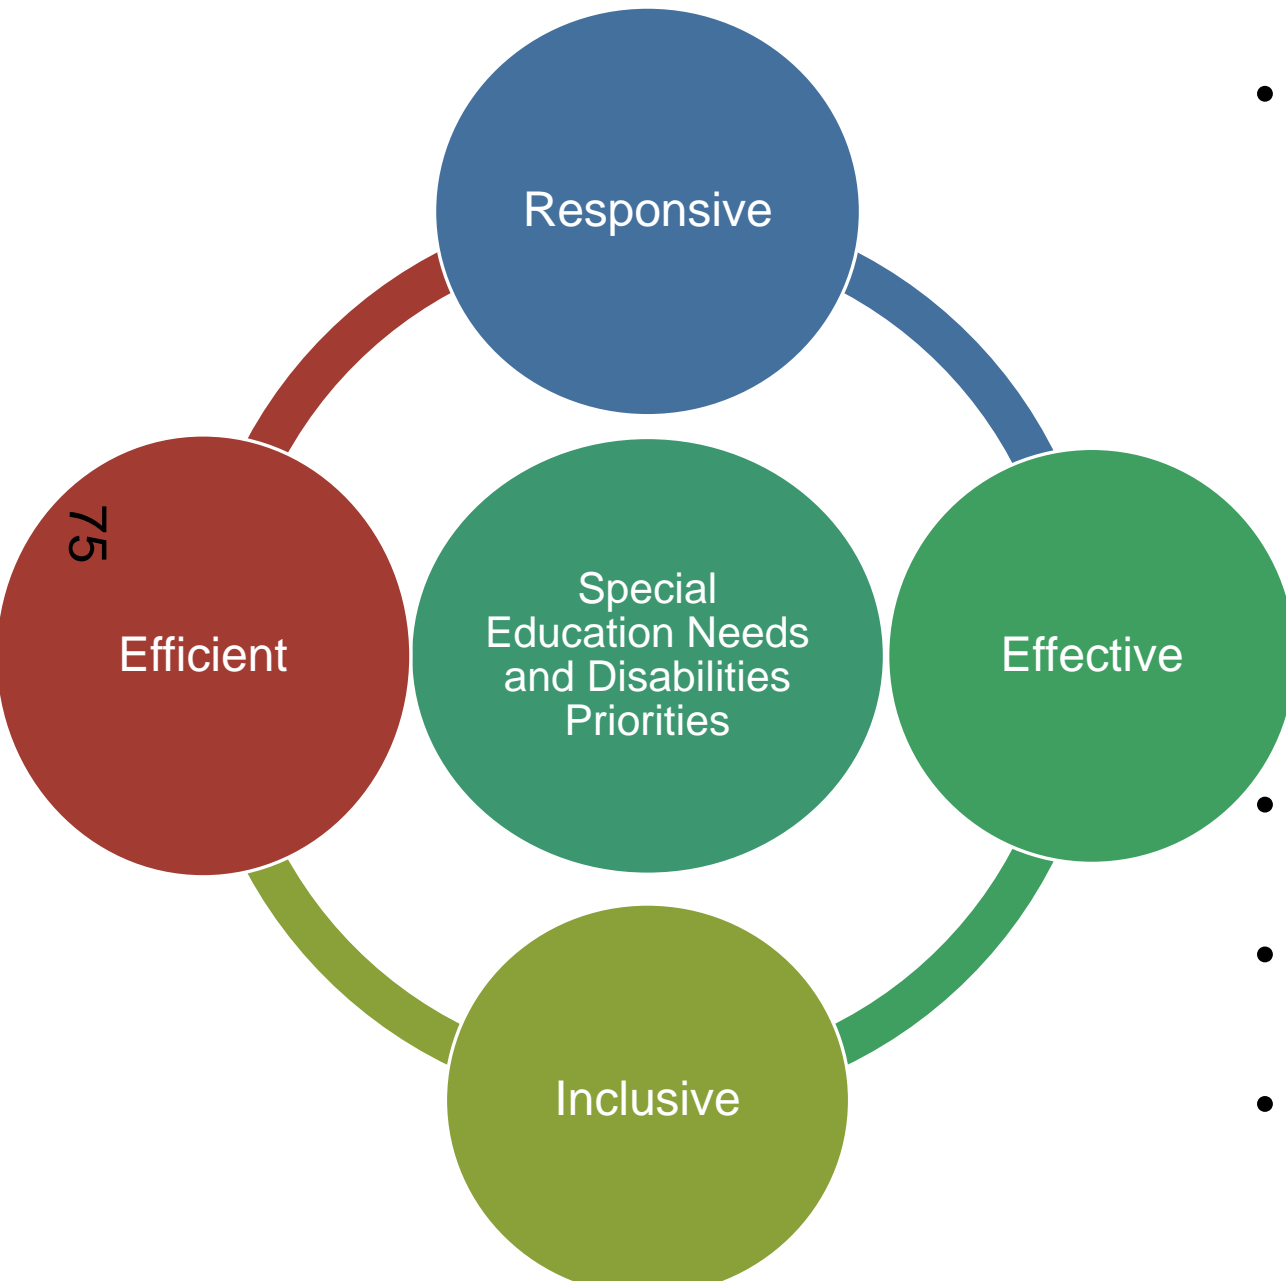 Responsive
75
Efficient
Special
Education Needs
and Disabilities
Priorities
Effective
Inclusive